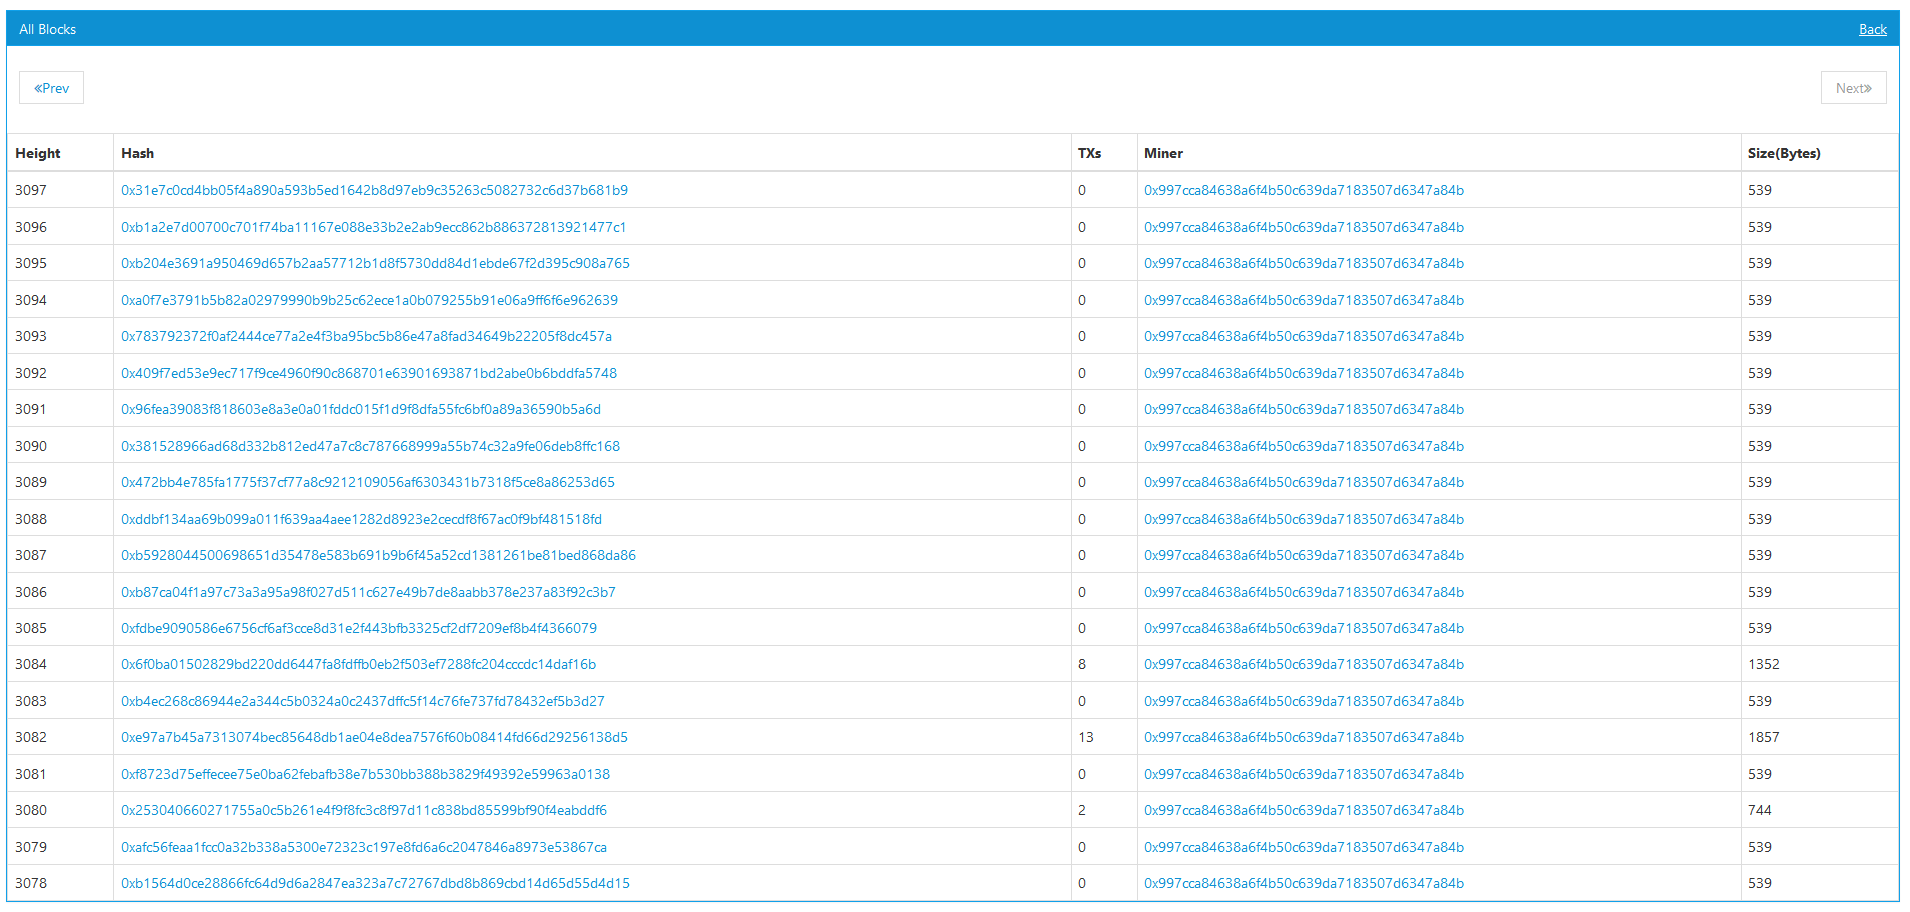 All Blocks Back
«Prev Next»
Height Hash TXs Miner Size(Bytes)
3097 0x31e7c0cd4bb05f4a890a593b5ed1642b8d97eb9c35263c5082732c6d37b681b9 0 0x997cca84638a6f4b50c639da7183507d6347a84b 539
3096 0xb1a2e7d00700c701f74ba11167e088e33b2e2ab9ecc862b886372813921477c1 0 0x997cca84638a6f4b50c639da7183507d6347a84b 539
3095 0xb204e3691a950469d657b2aa57712b1d8f5730dd84d1ebde67f2d395c908a765 0 0x997cca84638a6f4b50c639da7183507d6347a84b 539
3094 0xa0f7e3791b5b82a02979990b9b25c62ece1a0b079255b91e06a9ff6f6e962639 0 0x997cca84638a6f4b50c639da7183507d6347a84b 539
3093 0x783792372f0af2444ce77a2e4f3ba95bc5b86e47a8fad34649b22205f8dc457a 0 0x997cca84638a6f4b50c639da7183507d6347a84b 539
3092 0x409f7ed53e9ec717f9ce4960f90c868701e63901693871bd2abe0b6bddfa5748 0 0x997cca84638a6f4b50c639da7183507d6347a84b 539
3091 0x96fea39083f818603e8a3e0a01fddc015f1d9f8dfa55fc6bf0a89a36590b5a6d 0 0x997cca84638a6f4b50c639da7183507d6347a84b 539
3090 0x381528966ad68d332b812ed47a7c8c787668999a55b74c32a9fe06deb8ffc168 0 0x997cca84638a6f4b50c639da7183507d6347a84b 539
3089 0x472bb4e785fa1775f37cf77a8c9212109056af6303431b7318f5ce8a86253d65 0 0x997cca84638a6f4b50c639da7183507d6347a84b 539
3088 0xddbf134aa69b099a011f639aa4aee1282d8923e2cecdf8f67ac0f9bf481518fd 0 0x997cca84638a6f4b50c639da7183507d6347a84b 539
3087 0xb5928044500698651d35478e583b691b9b6f45a52cd1381261be81bed868da86 0 0x997cca84638a6f4b50c639da7183507d6347a84b 539
3086 0xb87ca04f1a97c73a3a95a98f027d511c627e49b7de8aabb378e237a83f92c3b7 0 0x997cca84638a6f4b50c639da7183507d6347a84b 539
3085 0xfdbe9090586e6756cf6af3cce8d31e2f443bfb3325cf2df7209ef8b4f4366079 0 0x997cca84638a6f4b50c639da7183507d6347a84b 539
3084 0x6f0ba01502829bd220dd6447fa8fdffb0eb2f503ef7288fc204cccdc14daf16b 8 0x997cca84638a6f4b50c639da7183507d6347a84b 1352
3083 0xb4ec268c86944e2a344c5b0324a0c2437dffc5f14c76fe737fd78432ef5b3d27 0 0x997cca84638a6f4b50c639da7183507d6347a84b 539
3082 0xe97a7b45a7313074bec85648db1ae04e8dea7576f60b08414fd66d29256138d5 13 0x997cca84638a6f4b50c639da7183507d6347a84b 1857
3081 0xf8723d75effecee75e0ba62febafb38e7b530bb388b3829f49392e59963a0138 0 0x997cca84638a6f4b50c639da7183507d6347a84b 539
3080 0x253040660271755a0c5b261e4f9f8fc3c8f97d11c838bd85599bf90f4eabddf6 2 0x997cca84638a6f4b50c639da7183507d6347a84b 744
3079 0xafc56feaa1fcc0a32b338a5300e72323c197e8fd6a6c2047846a8973e53867ca 0 0x997cca84638a6f4b50c639da7183507d6347a84b 539
3078 0xb1564d0ce28866fc64d9d6a2847ea323a7c72767dbd8b869cbd14d65d55d4d15 0 0x997cca84638a6f4b50c639da7183507d6347a84b 539